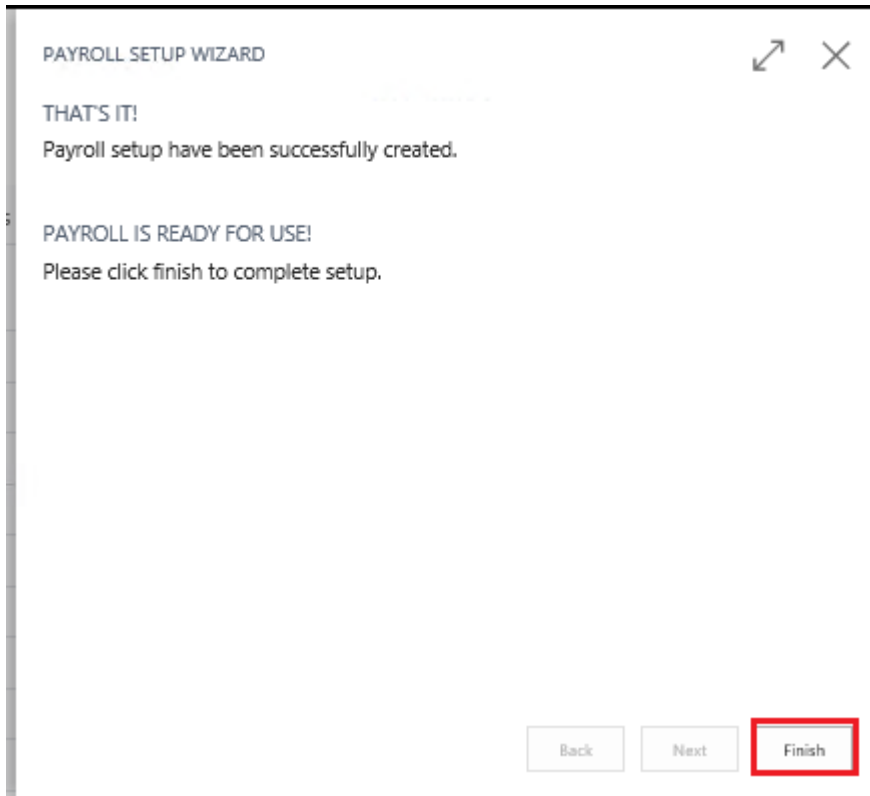 PAYROLL SETUP WIZARD
THAT'S IT!
Payroll setup have been successfully created.
PAYROLL IS READY FOR USE!
Please click finish to complete setup.
Back Next Finish